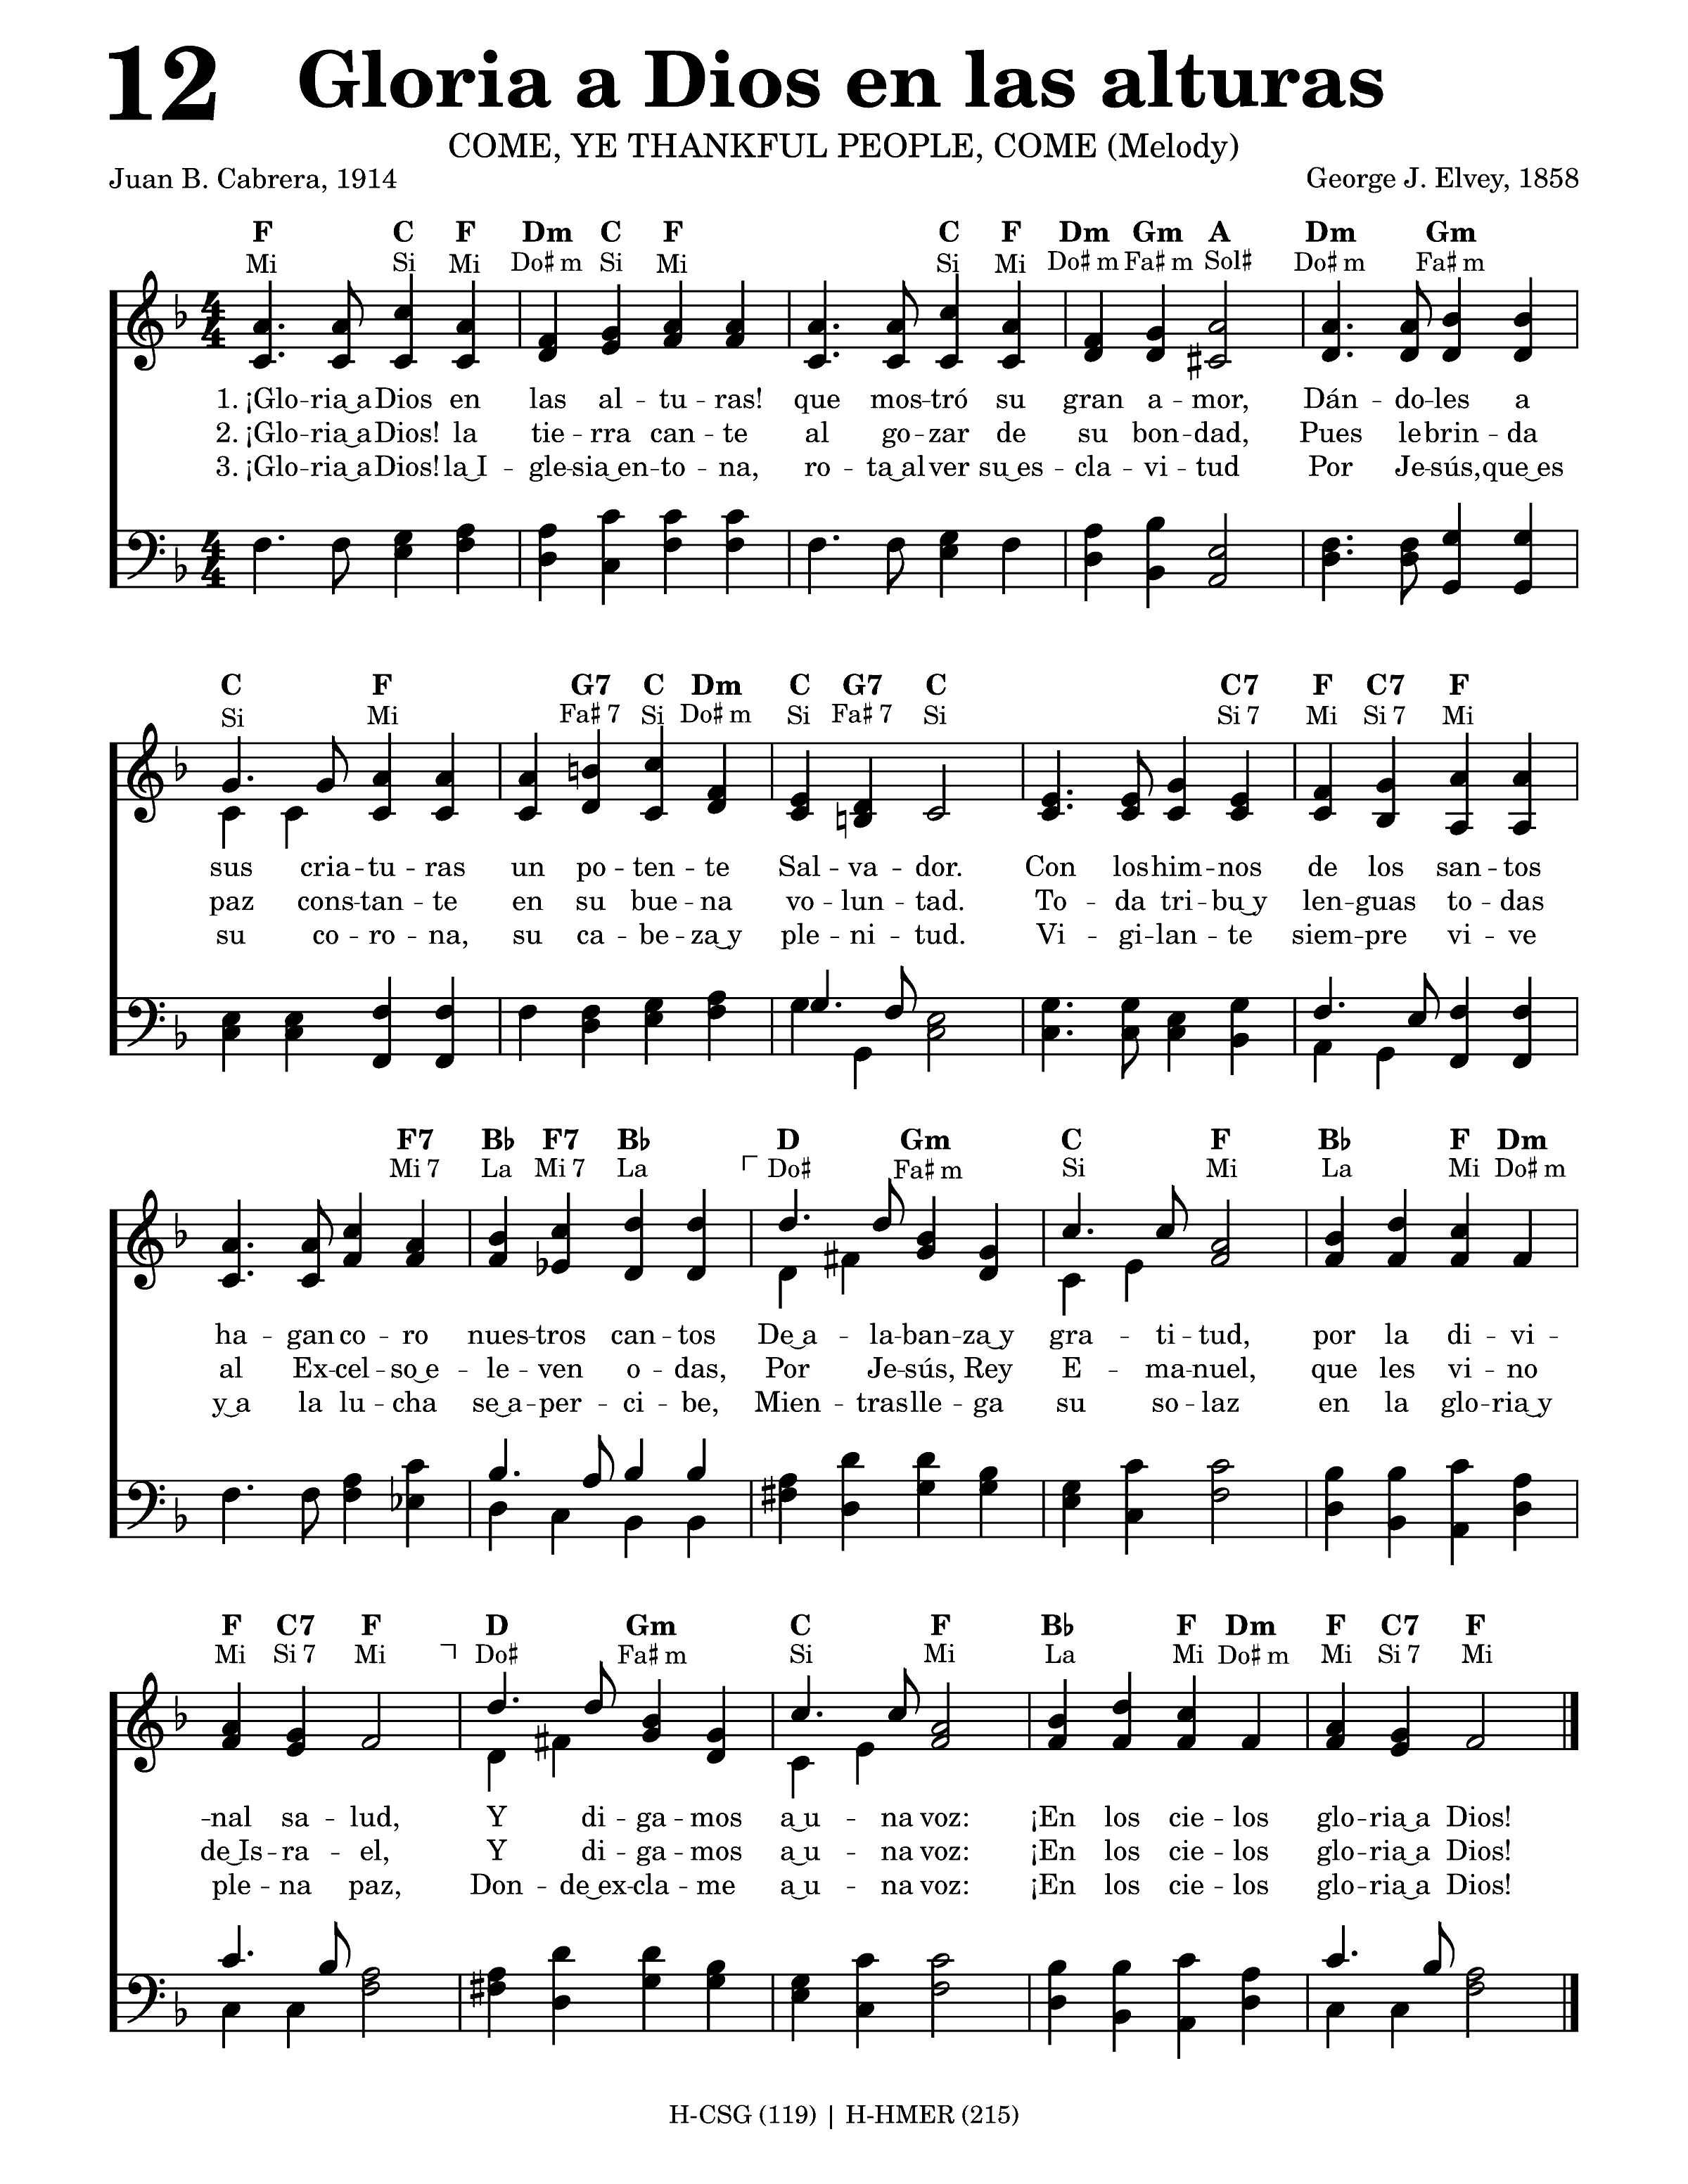 12 Gloria a Dios en las alturas
COME, YE THANKFUL PEOPLE, COME (Melody)
Juan B. Cabrera, 1914 George J. Elvey, 1858
F C F Dm C F C F Dm Gm A Dm Gm
Mi Si Mi Do♯m Si Mi Si Mi Do♯m Fa♯m Sol♯ Do♯m Fa♯m
1. ¡Glo - ria‿a Dios en las al - tu - ras! que mos - tró su gran a - mor, Dán - do - les a
2. ¡Glo - ria‿a Dios! la tie - rra can - te al go - zar de su bon - dad, Pues le brin - da
3. ¡Glo - ria‿a Dios! la‿I - gle - sia‿en - to - na, ro - ta‿al ver su‿es - cla - vi - tud Por Je - sús, que‿es
C F G7 C Dm C G7 C C7 F C7 F
Si Mi Fa♯7 Si Do♯m Si Fa♯7 Si Si7 Mi Si7 Mi
sus cria - tu - ras un po - ten - te Sal - va - dor. Con los him - nos de los san - tos
paz cons - tan - te en su bue - na vo - lun - tad. To - da tri - bu‿y len - guas to - das
su co - ro - na, su ca - be - za‿y ple - ni - tud. Vi - gi - lan - te siem - pre vi - ve
F7 B♭ F7 B♭ D Gm C F B♭ F Dm
Mi7 La Mi7 La Do♯ Fa♯m Si Mi La Mi Do♯m
ha - gan co - ro nues - tros can - tos De‿a - la - ban - za‿y gra - ti - tud, por la di - vi -
al Ex - cel - so‿e - le - ven o - das, Por Je - sús, Rey E - ma - nuel, que les vi - no
y‿a la lu - cha se‿a - per - ci - be, Mien - tras lle - ga su so - laz en la glo - ria‿y
F C7 F D Gm C F B♭ F Dm F C7 F
Mi Si7 Mi Do♯ Fa♯m Si Mi La Mi Do♯m Mi Si7 Mi
-nal sa - lud, Y di - ga - mos a‿u - na voz: ¡En los cie - los glo - ria‿a Dios!
de‿Is - ra - el, Y di - ga - mos a‿u - na voz: ¡En los cie - los glo - ria‿a Dios!
ple - na paz, Don - de‿ex - cla - me a‿u - na voz: ¡En los cie - los glo - ria‿a Dios!
H-CSG (119) | H-HMER (215)